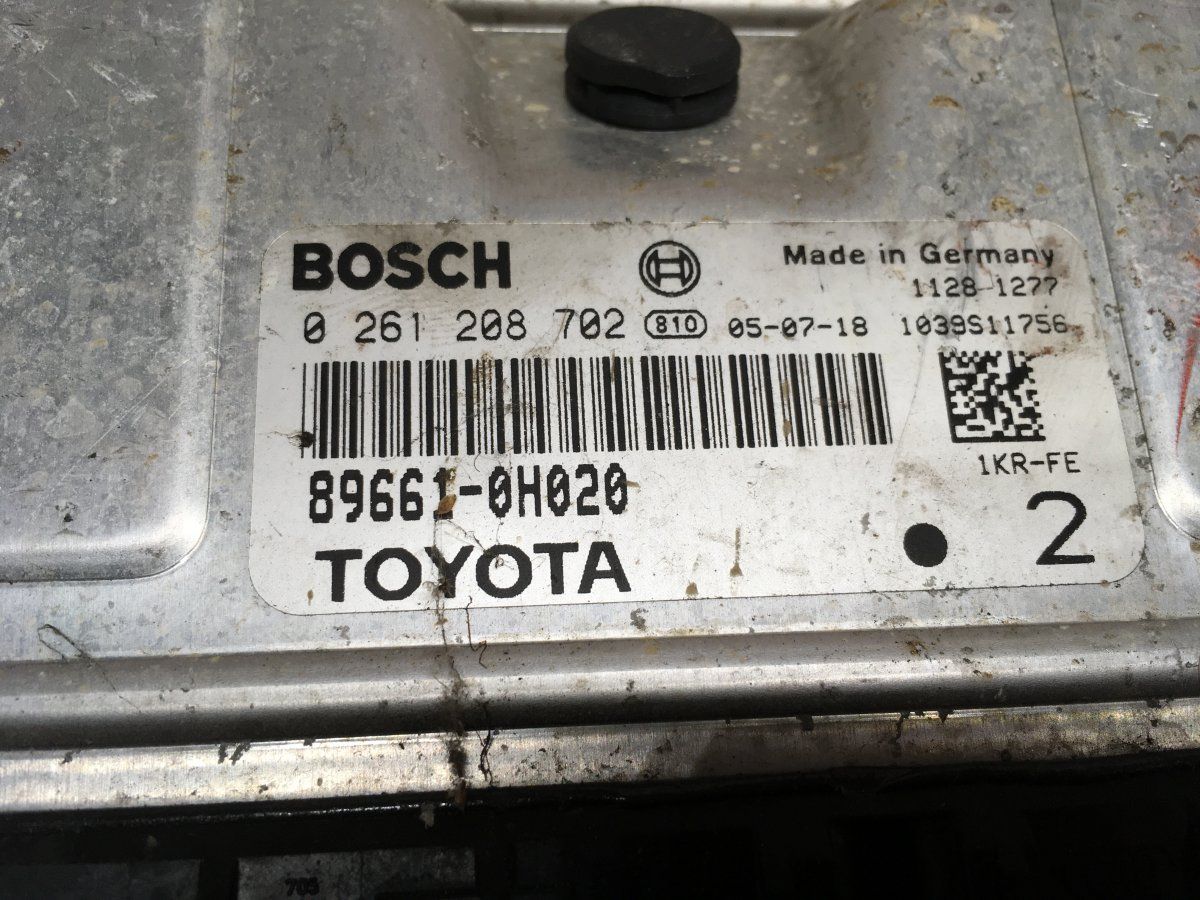 BOSCH
Made in Germany
1128-1277
0 261 208 702 810 05-07-18 1039S11756
1KR-FE
89661-0H020
2
TOYOTA
703